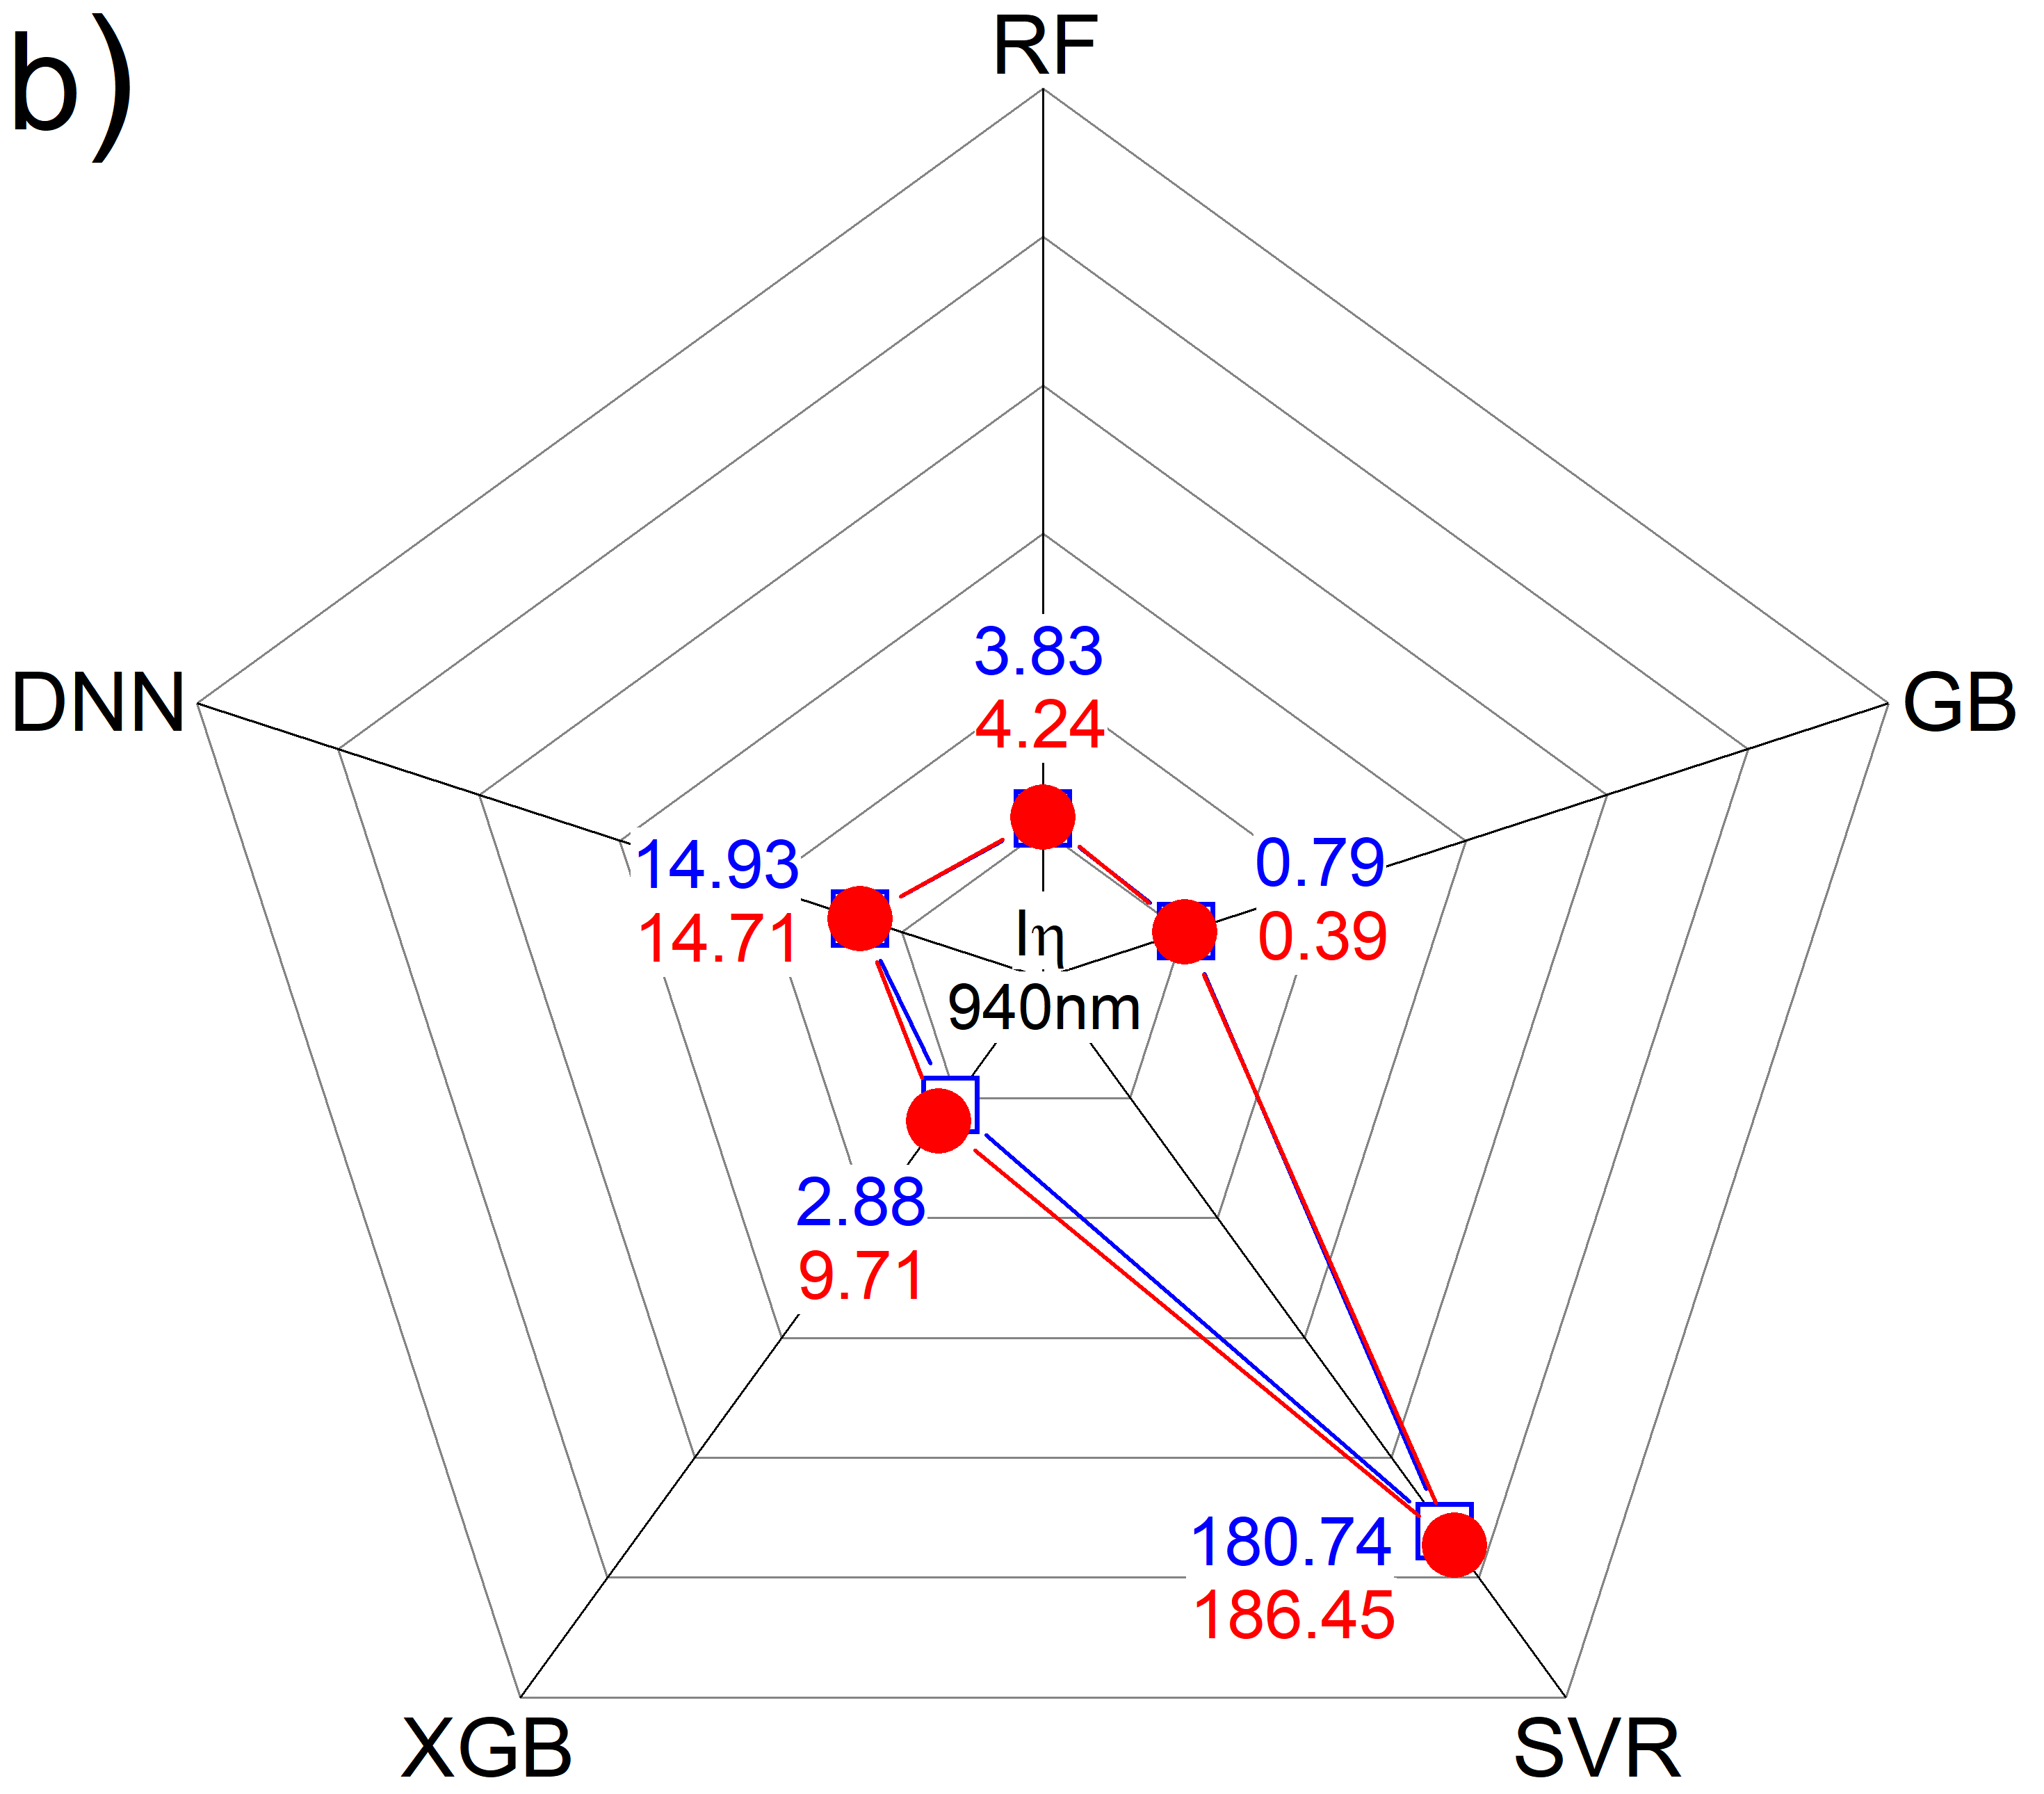 b)
RF
DNN
GB
3.83
4.24
14.93
14.71
0.79
0.39
Iη
940nm
2.88
9.71
180.74
186.45
XGB
SVR